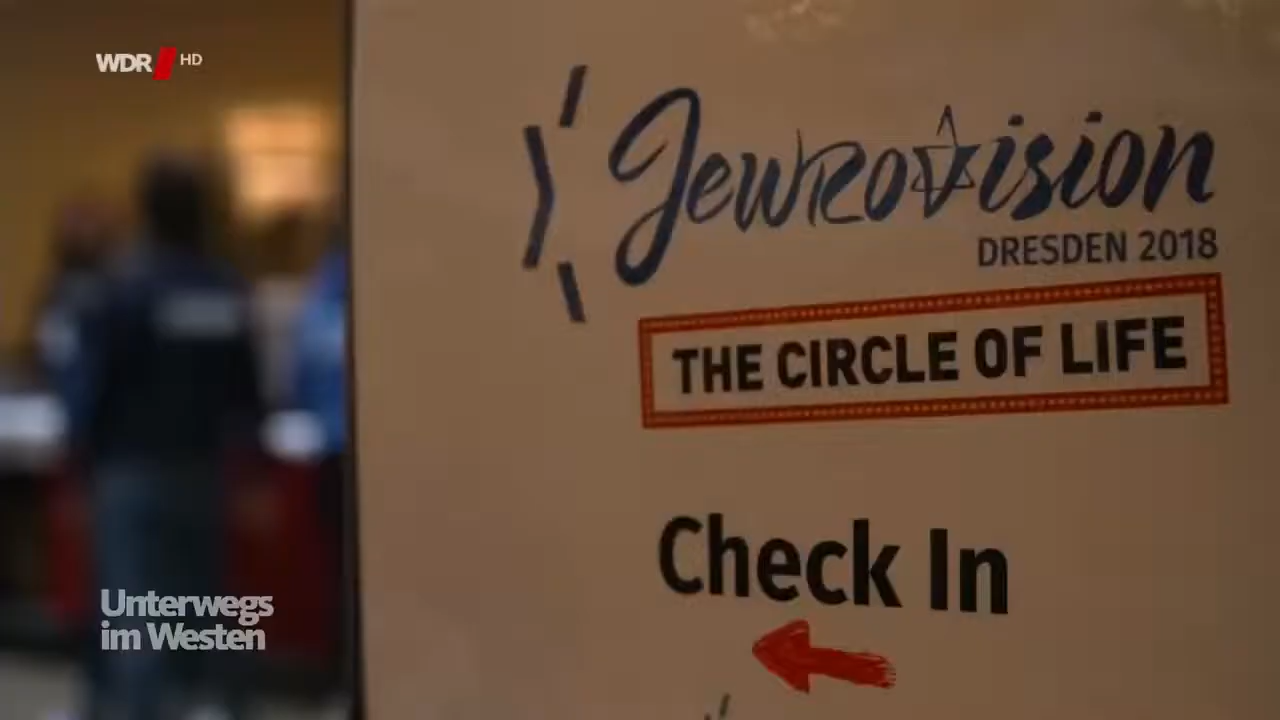 WDR HD
JewRovision
DRESDEN 2018
THE CIRCLE OF LIFE
Check In
Unterwegs
im Westen